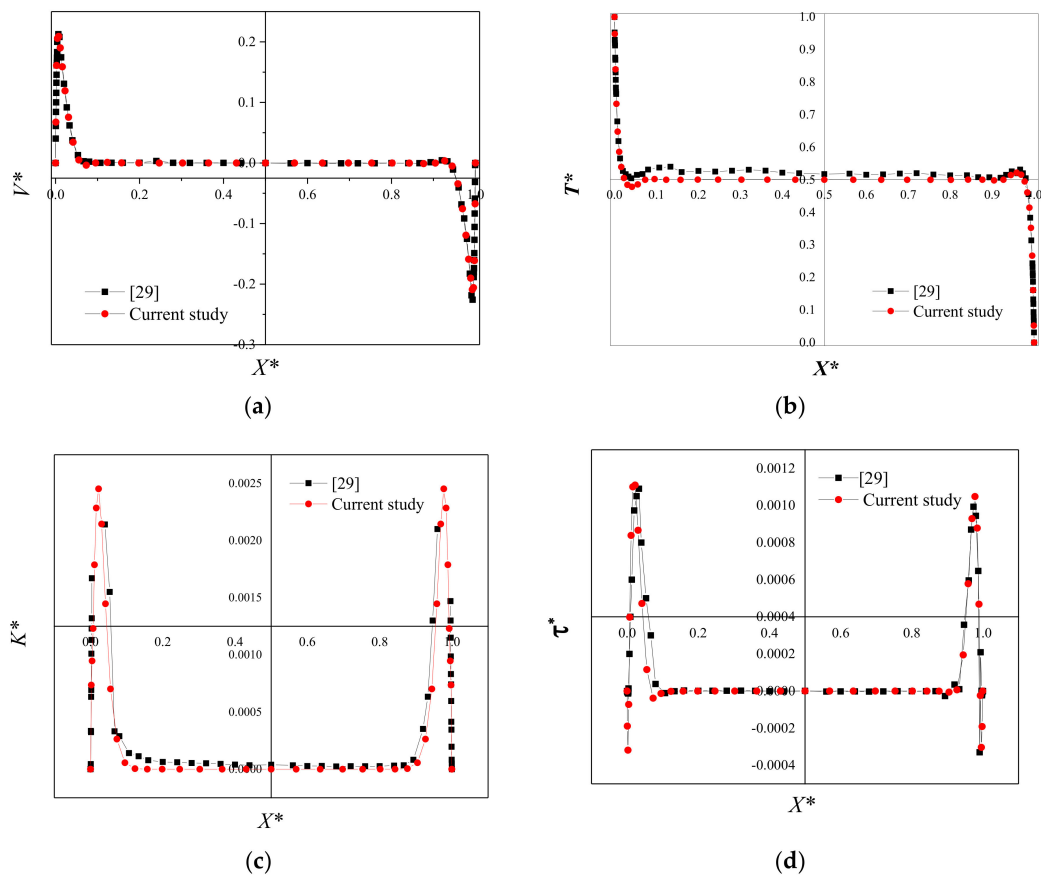 0.2
0.1
0.0
0.0 0.2 0.4 0.6 0.8 1.0
-0.1
-0.2
-0.3
V*
[29]
Current study
X*
(a)
1.0
0.9
0.8
0.7
0.6
0.5
0.0 0.1 0.2 0.3 0.4 0.5 0.6 0.7 0.8 0.9 1.0
0.4
0.3
0.2
0.1
0.0
T*
[29]
Current study
X*
(b)
0.0025
0.0020
0.0015
0.0 0.2 0.4 0.6 0.8 1.0
0.0010
0.0005
0.0000
K*
[29]
Current study
X*
(c)
0.0012
0.0010
0.0008
0.0006
0.0004
0.0 0.2 0.4 0.6 0.8 1.0
0.0002
0.0000
-0.0002
-0.0004
τ*
[29]
Current study
X*
(d)